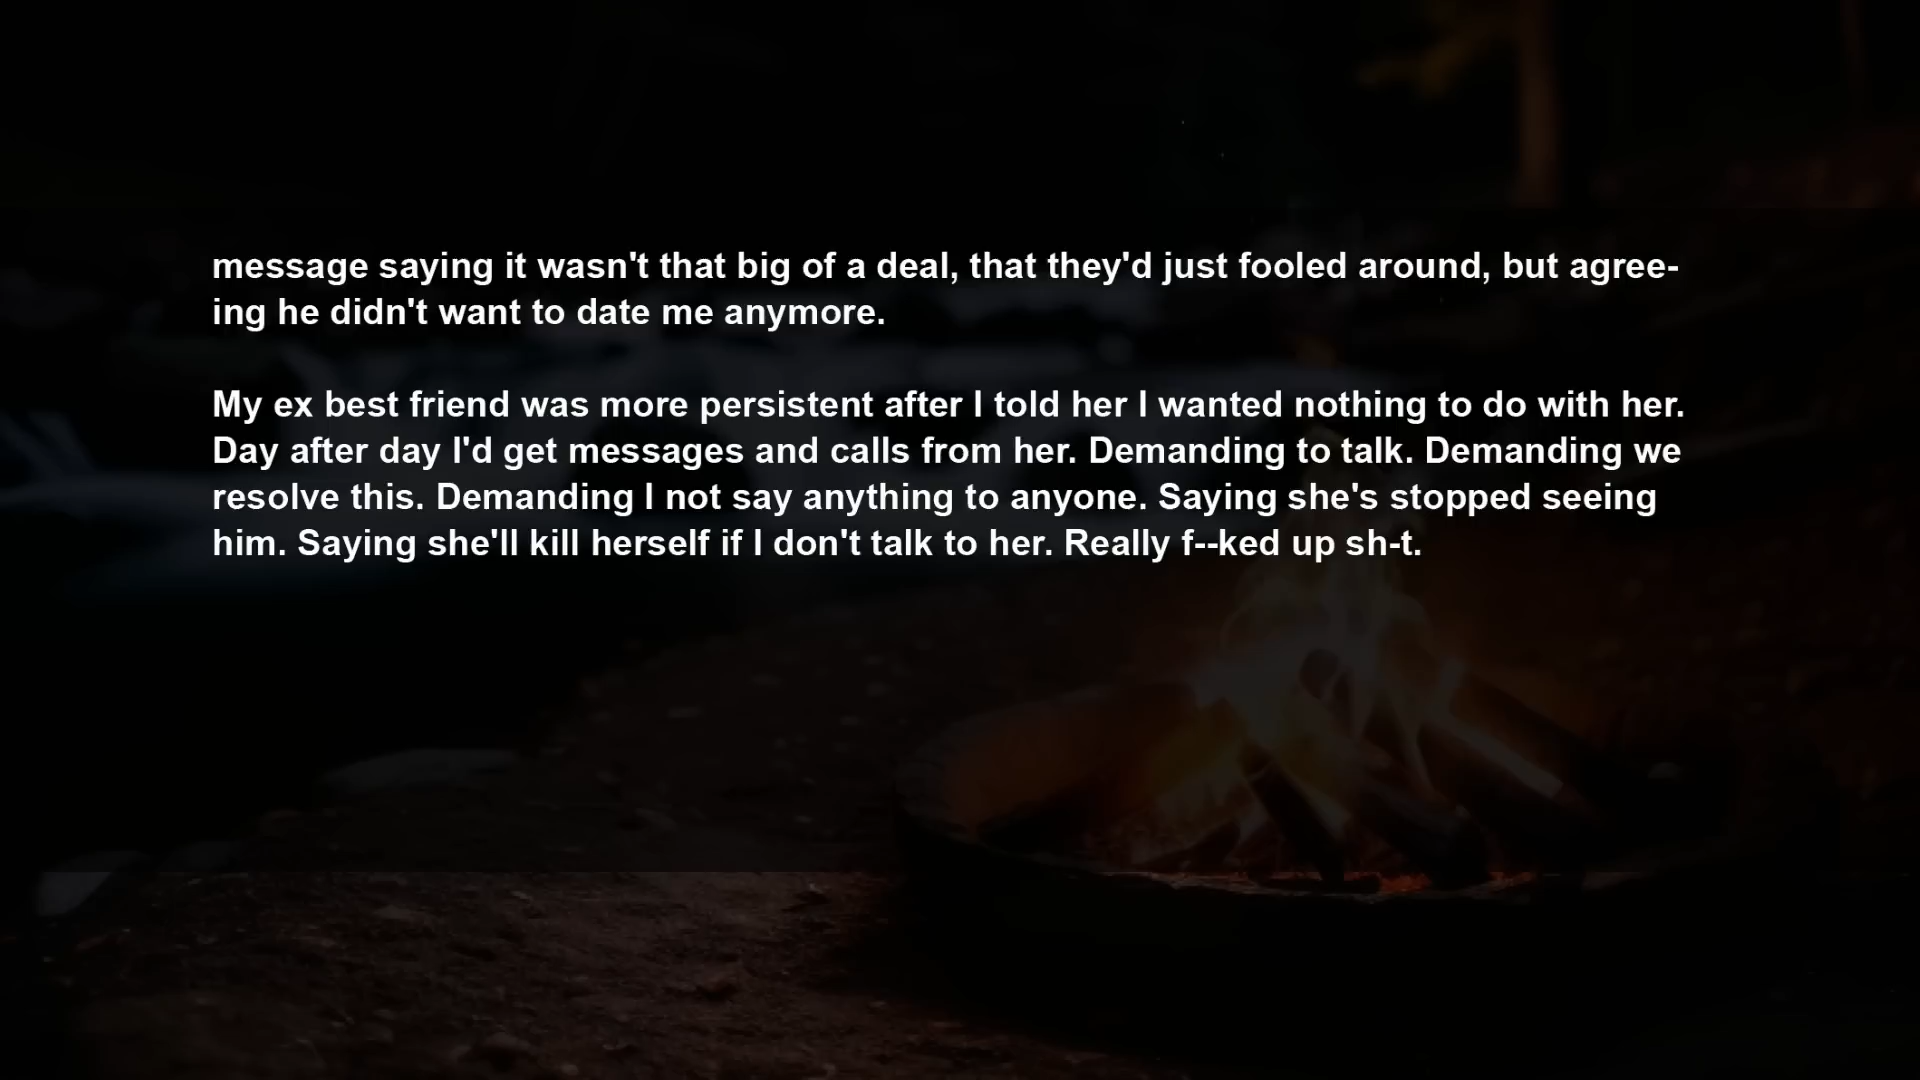 message saying it wasn't that big of a deal, that they'd just fooled around, but agree-
ing he didn't want to date me anymore.
My ex best friend was more persistent after I told her I wanted nothing to do with her.
Day after day I'd get messages and calls from her. Demanding to talk. Demanding we
resolve this. Demanding I not say anything to anyone. Saying she's stopped seeing
him. Saying she'll kill herself if I don't talk to her. Really f--ked up sh-t.